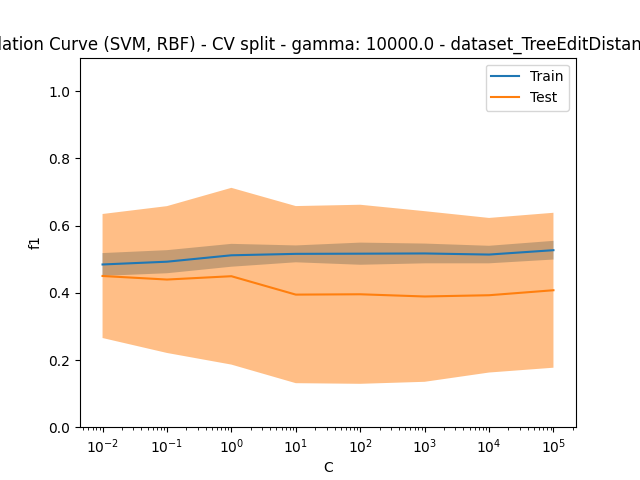 lation Curve (SVM, RBF) - CV split - gamma: 10000.0 - dataset_TreeEditDistan
Train
Test
f1
1.0
0.8
0.6
0.4
0.2
0.0
10⁻² 10⁻¹ 10⁰ 10¹ 10² 10³ 10⁴ 10⁵
C